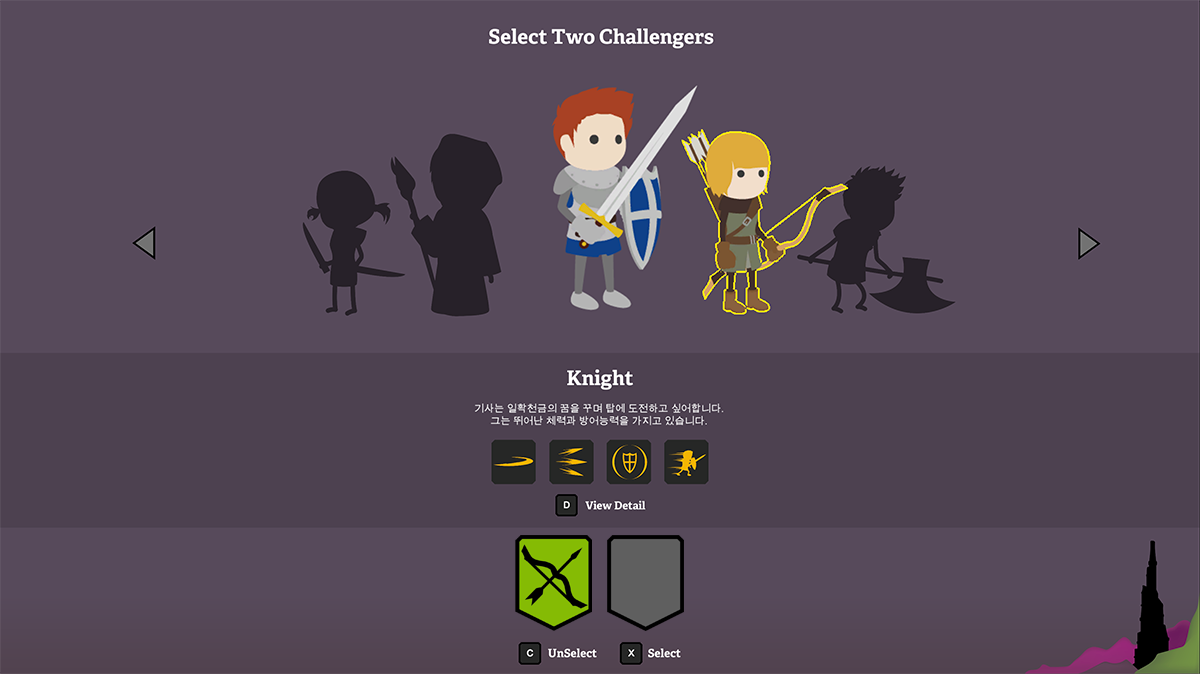 Select Two Challengers
Knight
기사는 일확천금의 꿈을 꾸며 탑에 도전하고 싶어합니다.
그는 뛰어난 체력과 방어능력을 가지고 있습니다.
D View Detail
C UnSelect X Select